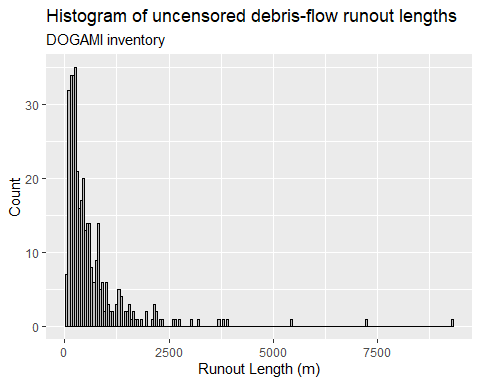 Histogram of uncensored debris-flow runout lengths
DOGAMI inventory
30
20
10
0
Count
0 2500 5000 7500
Runout Length (m)